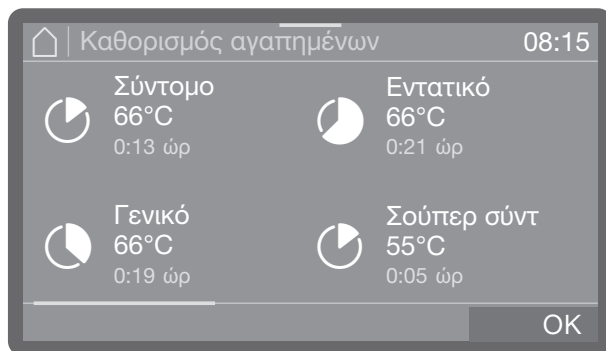 Καθορισμός αγαπημένων 08:15
Σύντομο
66°C
0:13 ώρ
Εντατικό
66°C
0:21 ώρ
Γενικό
66°C
0:19 ώρ
Σούπερ σύντ
55°C
0:05 ώρ
OK